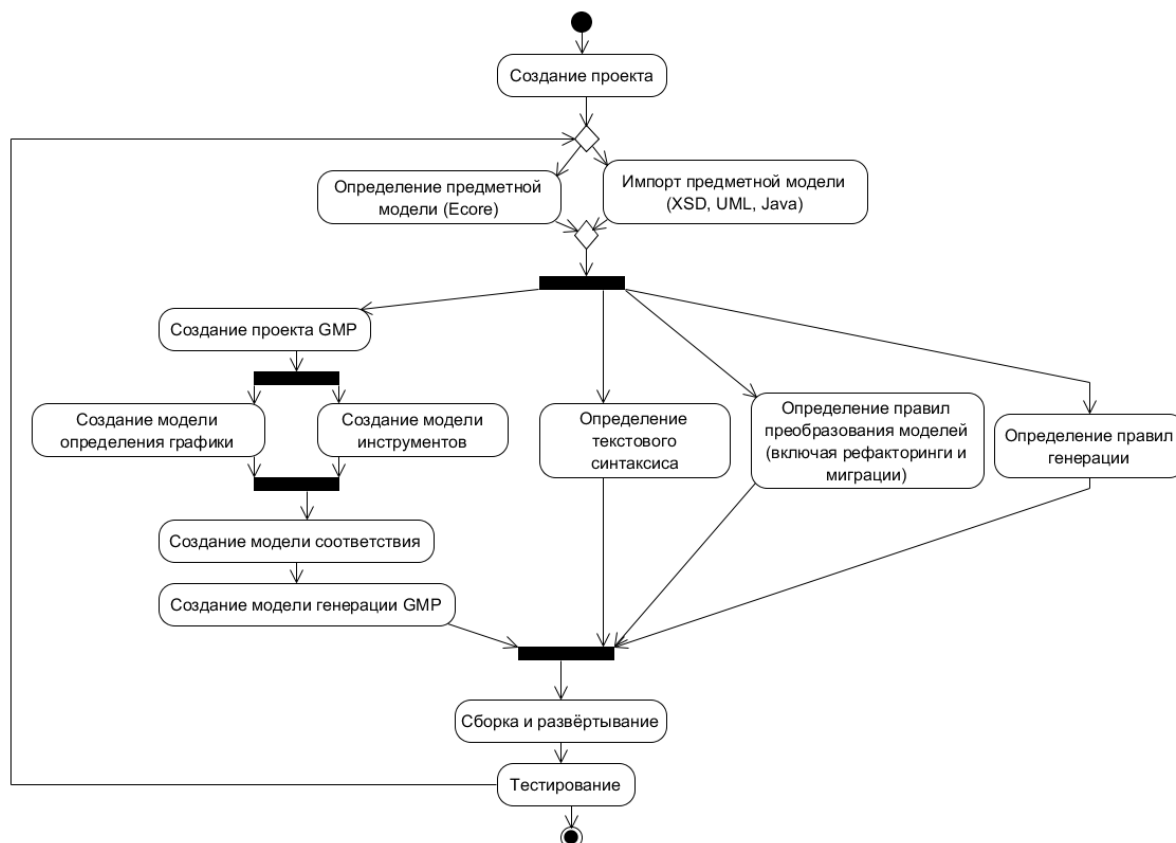 Создание проекта
Определение предметной
модели (Ecore)
Импорт предметной модели
(XSD, UML, Java)
Создание проекта GMP
Создание модели
определения графики
Создание модели
инструментов
Определение
текстового
синтаксиса
Определение правил
преобразования моделей
(включая рефакторинги и
миграции)
Определение правил
генерации
Создание модели соответствия
Создание модели генерации GMP
Сборка и развёртывание
Тестирование